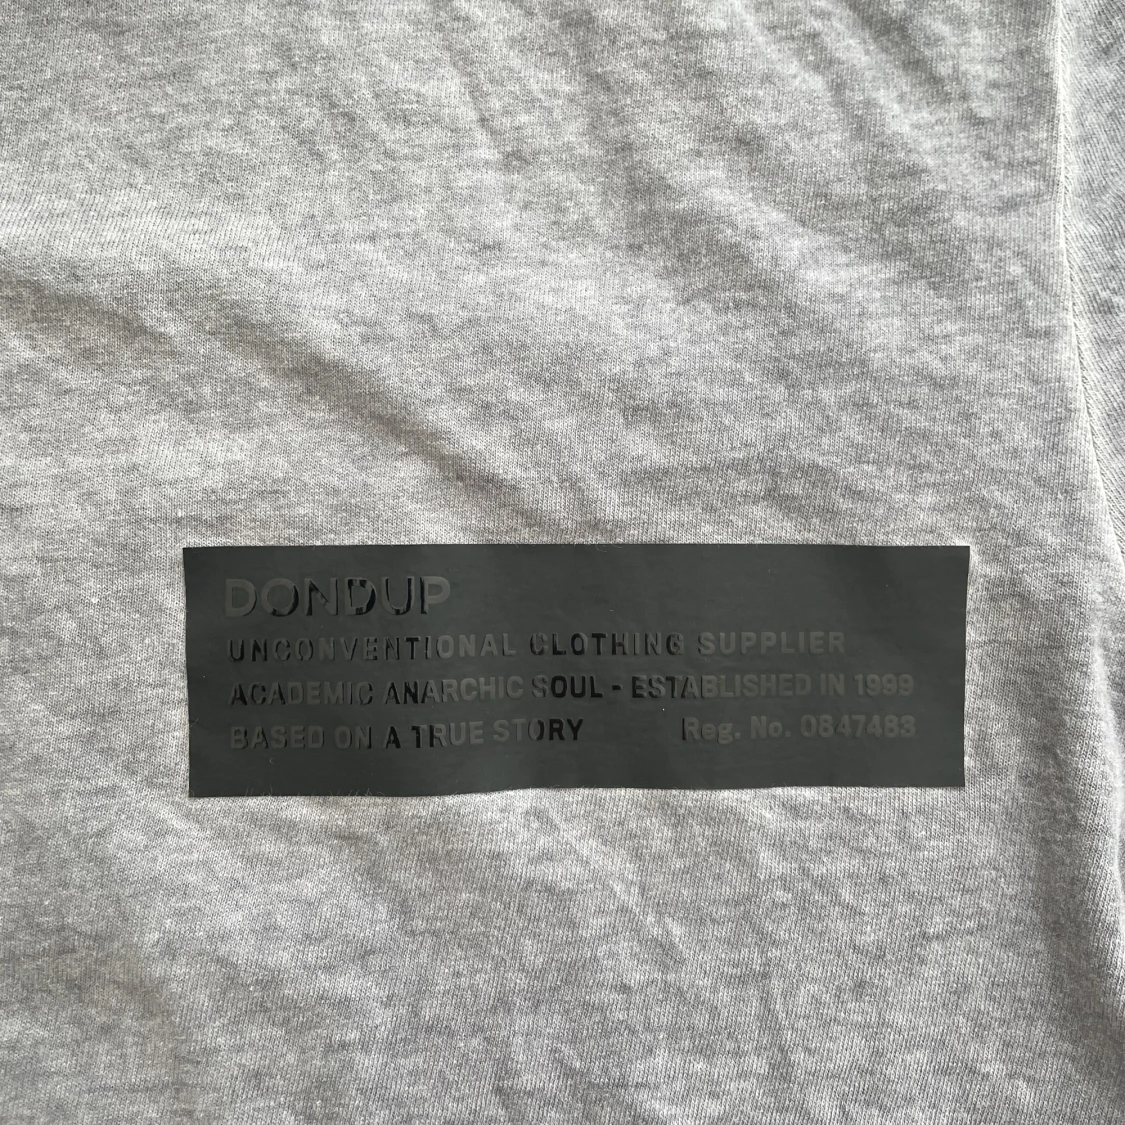 DONDUP
UNCONVENTIONAL CLOTHING SUPPLIER
ACADEMIC ANARCHIC SOUL - ESTABLISHED IN 1999
BASED ON A TRUE STORY Reg. No. 0847483